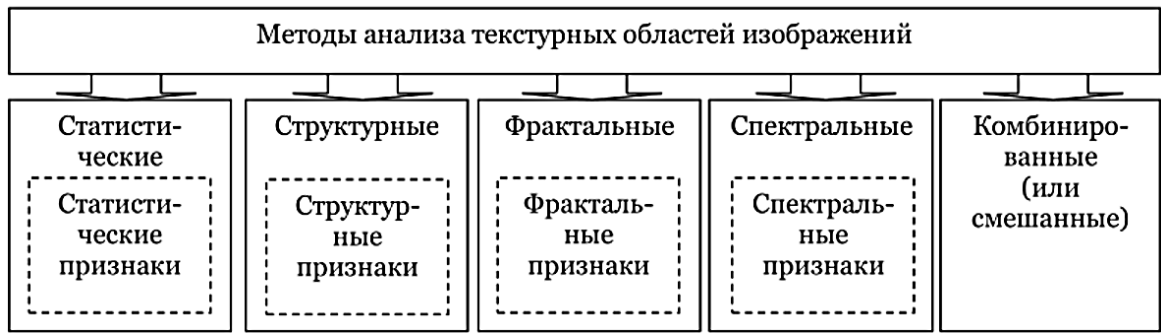 Методы анализа текстурных областей изображений
Статисти-
ческие
Статисти-
ческие
признаки
Структурные
Структур-
ные
признаки
Фрактальные
Фракталь-
ные
признаки
Спектральные
Спектраль-
ные
признаки
Комбиниро-
ванные
(или
смешанные)